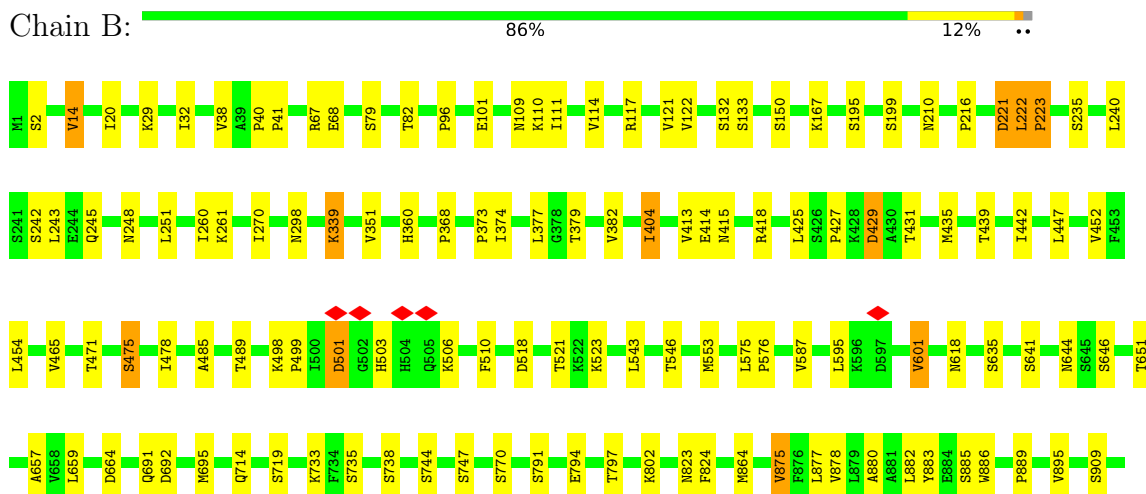 Chain B:
86% 12% ••
M1 S2 V14 I20 K29 I32 V38 A39 P40 P41 R67 E68 S79 T82 P96 E101 N109 K110 I111 V114 R117 V121 V122 S132 S133 S150 K167 S195 S199 N210 P216 D221 L222 P223 S235 L240
S241 S242 L243 E244 Q245 N248 L251 I260 K261 I270 N298 K339 V351 H360 P368 P373 I374 L377 G378 T379 V382 I404 V413 E414 N415 R418 L425 S426 P427 K428 D429 A430 T431 M435 T439 I442 L447 V452 F453
L454 V465 T471 S475 I478 A485 T489 K498 P499 I500 D501 G502 H503 H504 Q505 K506 F510 D518 T521 K522 K523 L543 T546 M553 L575 P576 V587 L595 K596 D597 V601 N618 S635 S641 N644 S645 S646 T651
A657 V658 L659 D664 Q691 D692 M695 Q714 S719 K733 F734 S735 S738 S744 S747 S770 S791 E794 T797 K802 N823 F824 M864 V875 F876 L877 V878 L879 A880 A881 L882 Y883 E884 S885 W886 P889 V895 S909